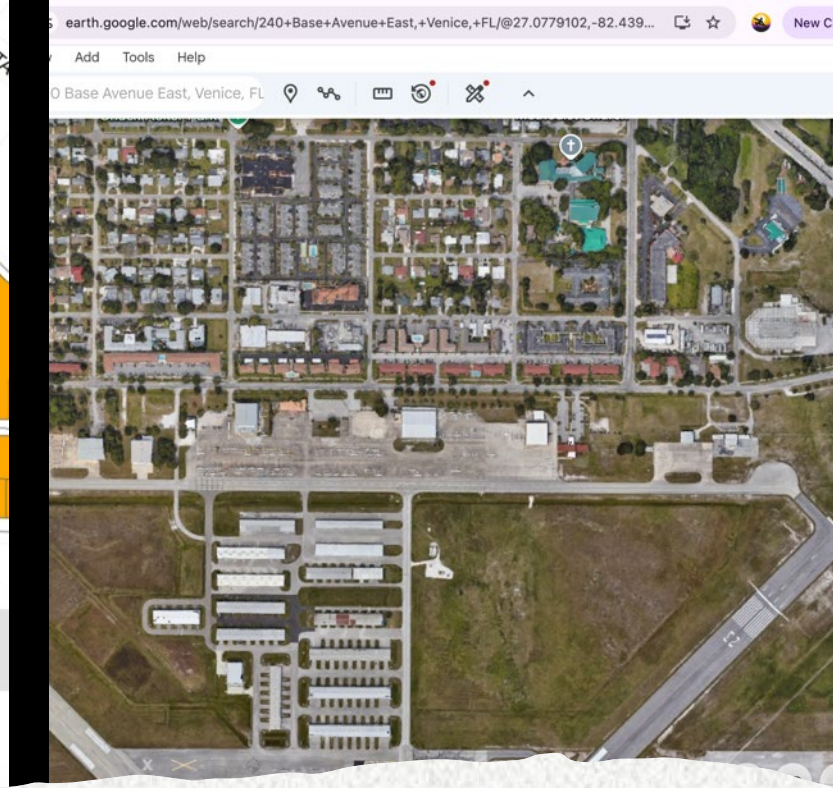 earth.google.com/web/search/240+Base+Avenue+East,+Venice,+FL/@27.0779102,-82.439...
New C
Add Tools Help
0 Base Avenue East, Venice, FL
23